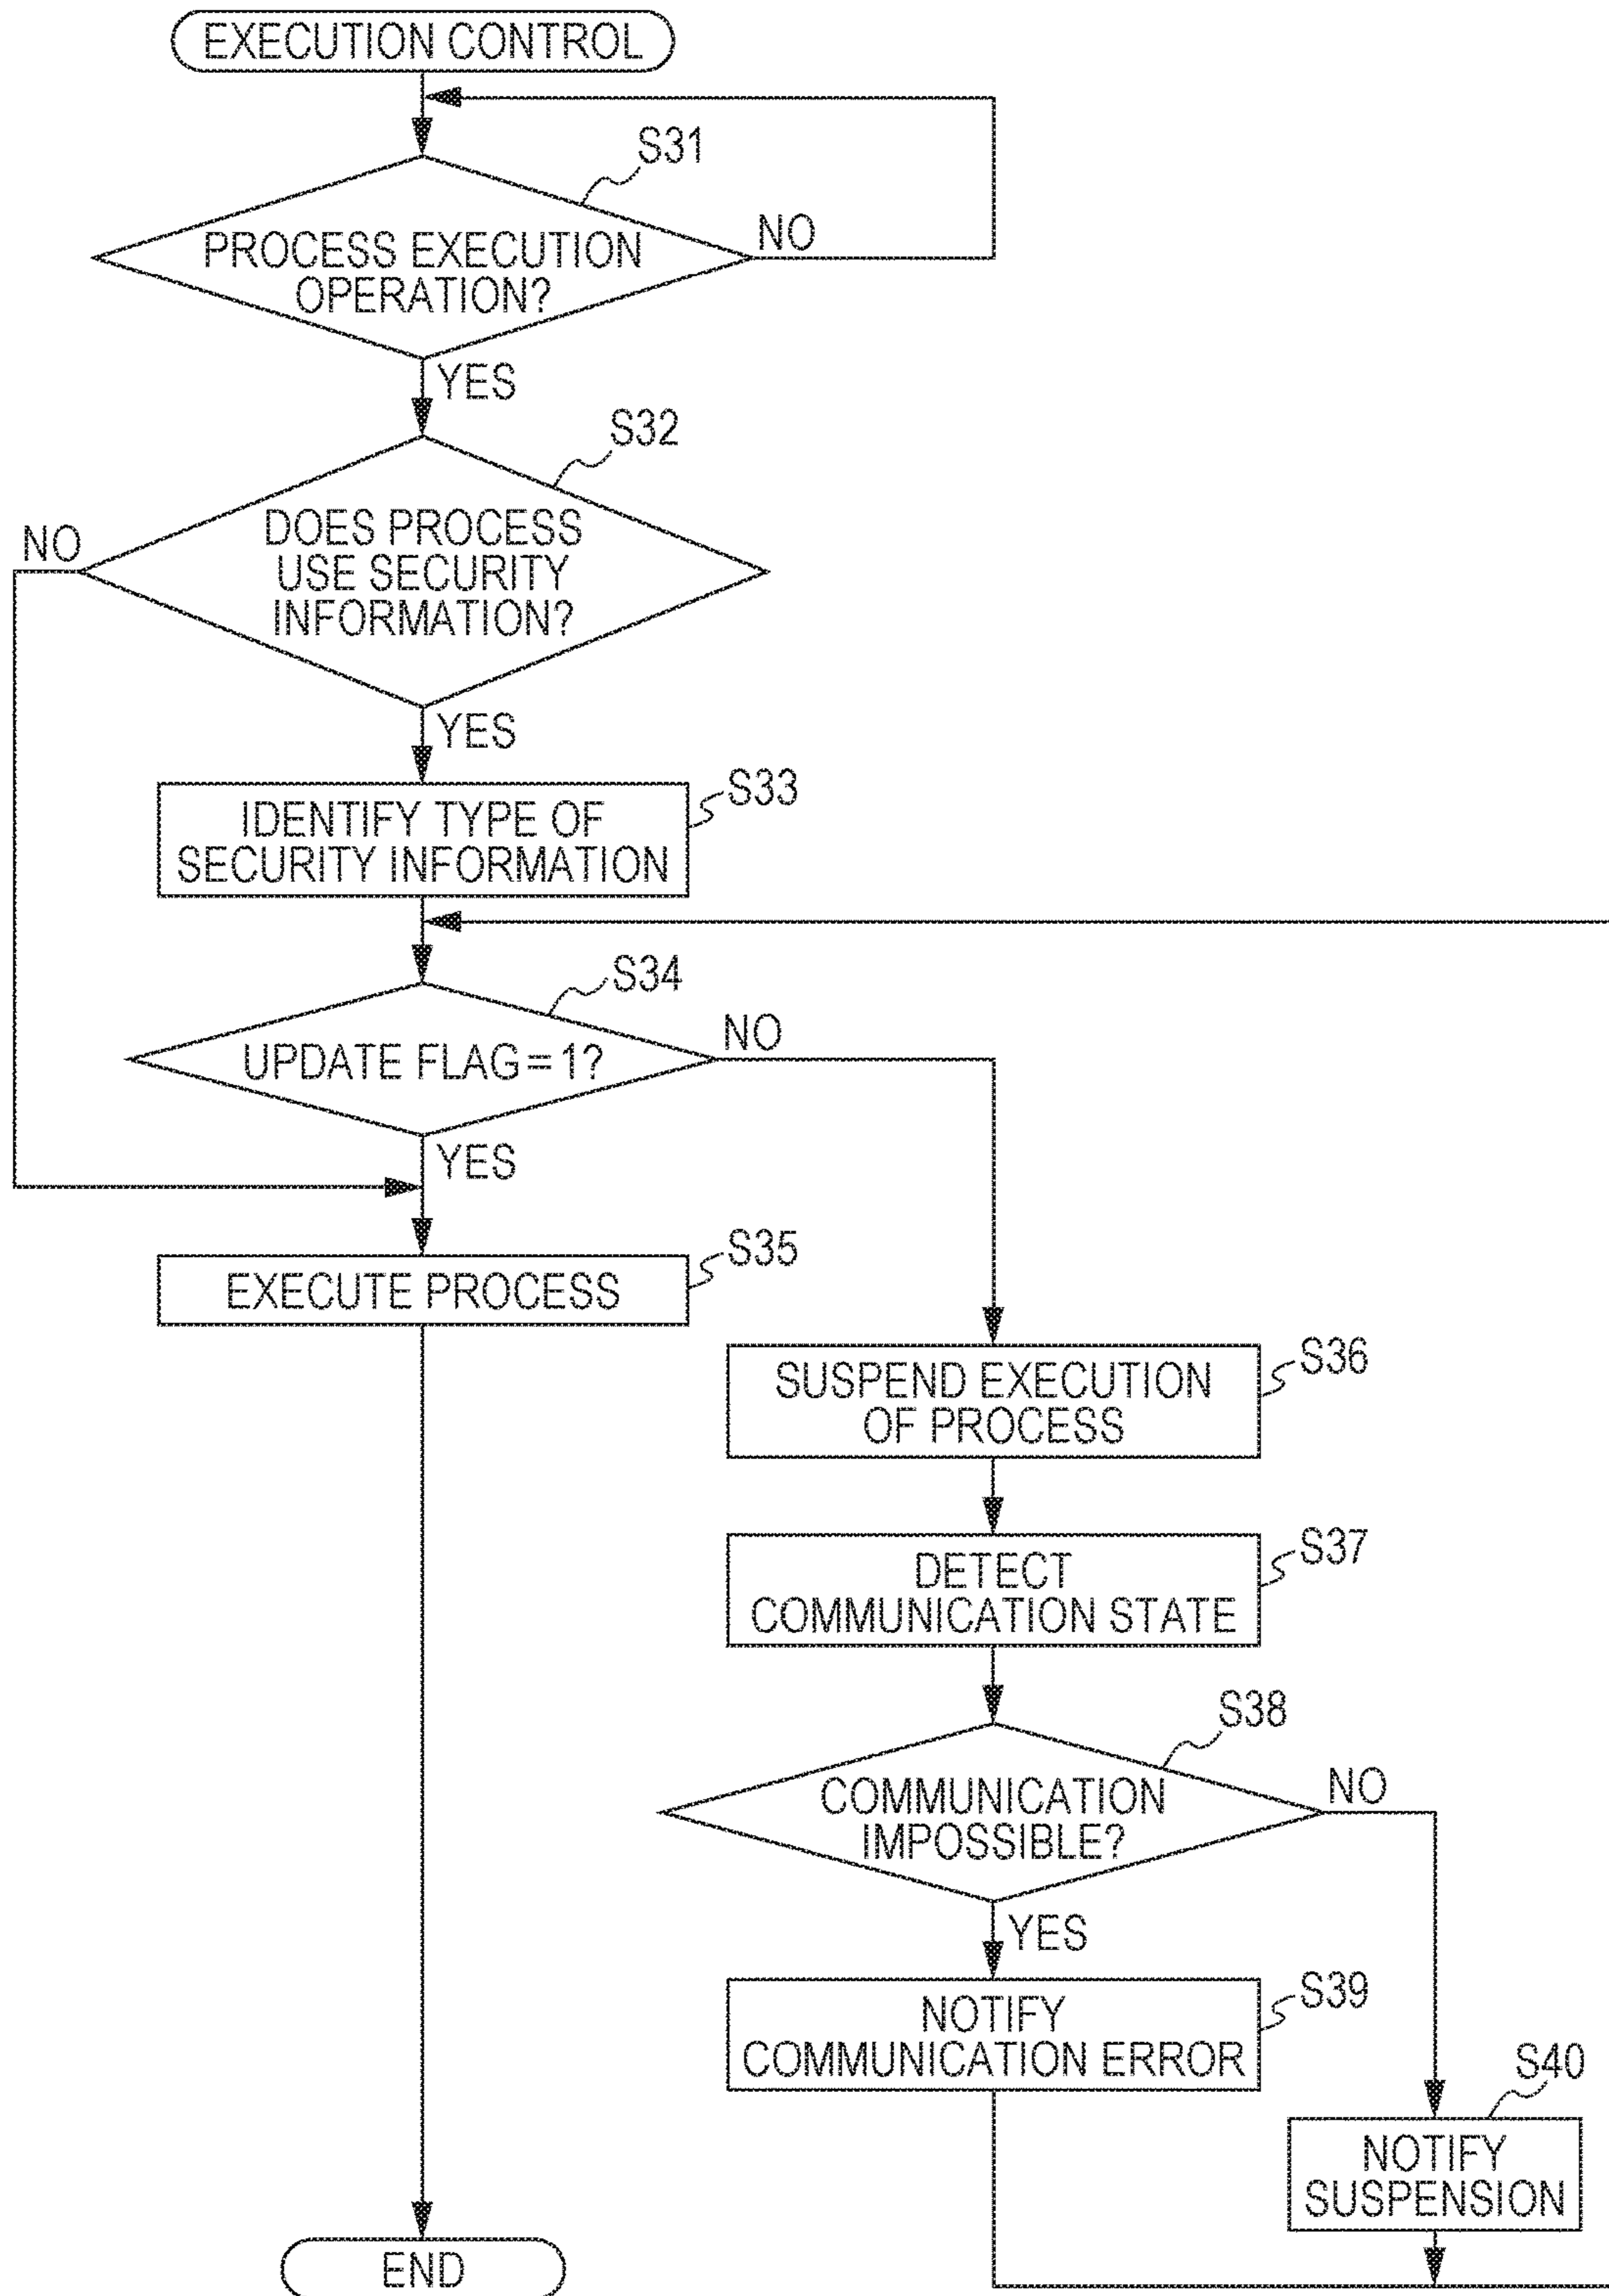 EXECUTION CONTROL
S31
PROCESS EXECUTION
OPERATION?
NO
YES
S32
DOES PROCESS
USE SECURITY
INFORMATION?
NO
YES
S33
IDENTIFY TYPE OF
SECURITY INFORMATION
S34
UPDATE FLAG = 1?
NO
YES
S35
EXECUTE PROCESS
S36
SUSPEND EXECUTION
OF PROCESS
S37
DETECT
COMMUNICATION STATE
S38
COMMUNICATION
IMPOSSIBLE?
NO
YES
S39
NOTIFY
COMMUNICATION ERROR
S40
NOTIFY
SUSPENSION
END